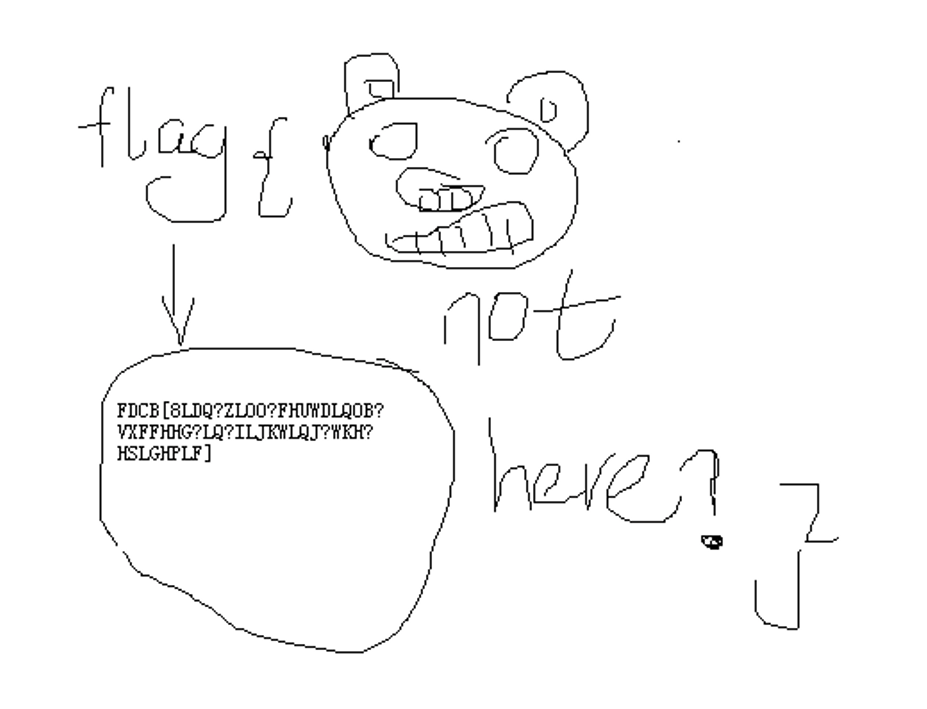 flag {
not
FDCB[8LDQ?ZLOO?FHUWDLQOB?
VXFFHHG?LQ?ILJKWLQJ?WKH?
HSLGHPLF]
here? }